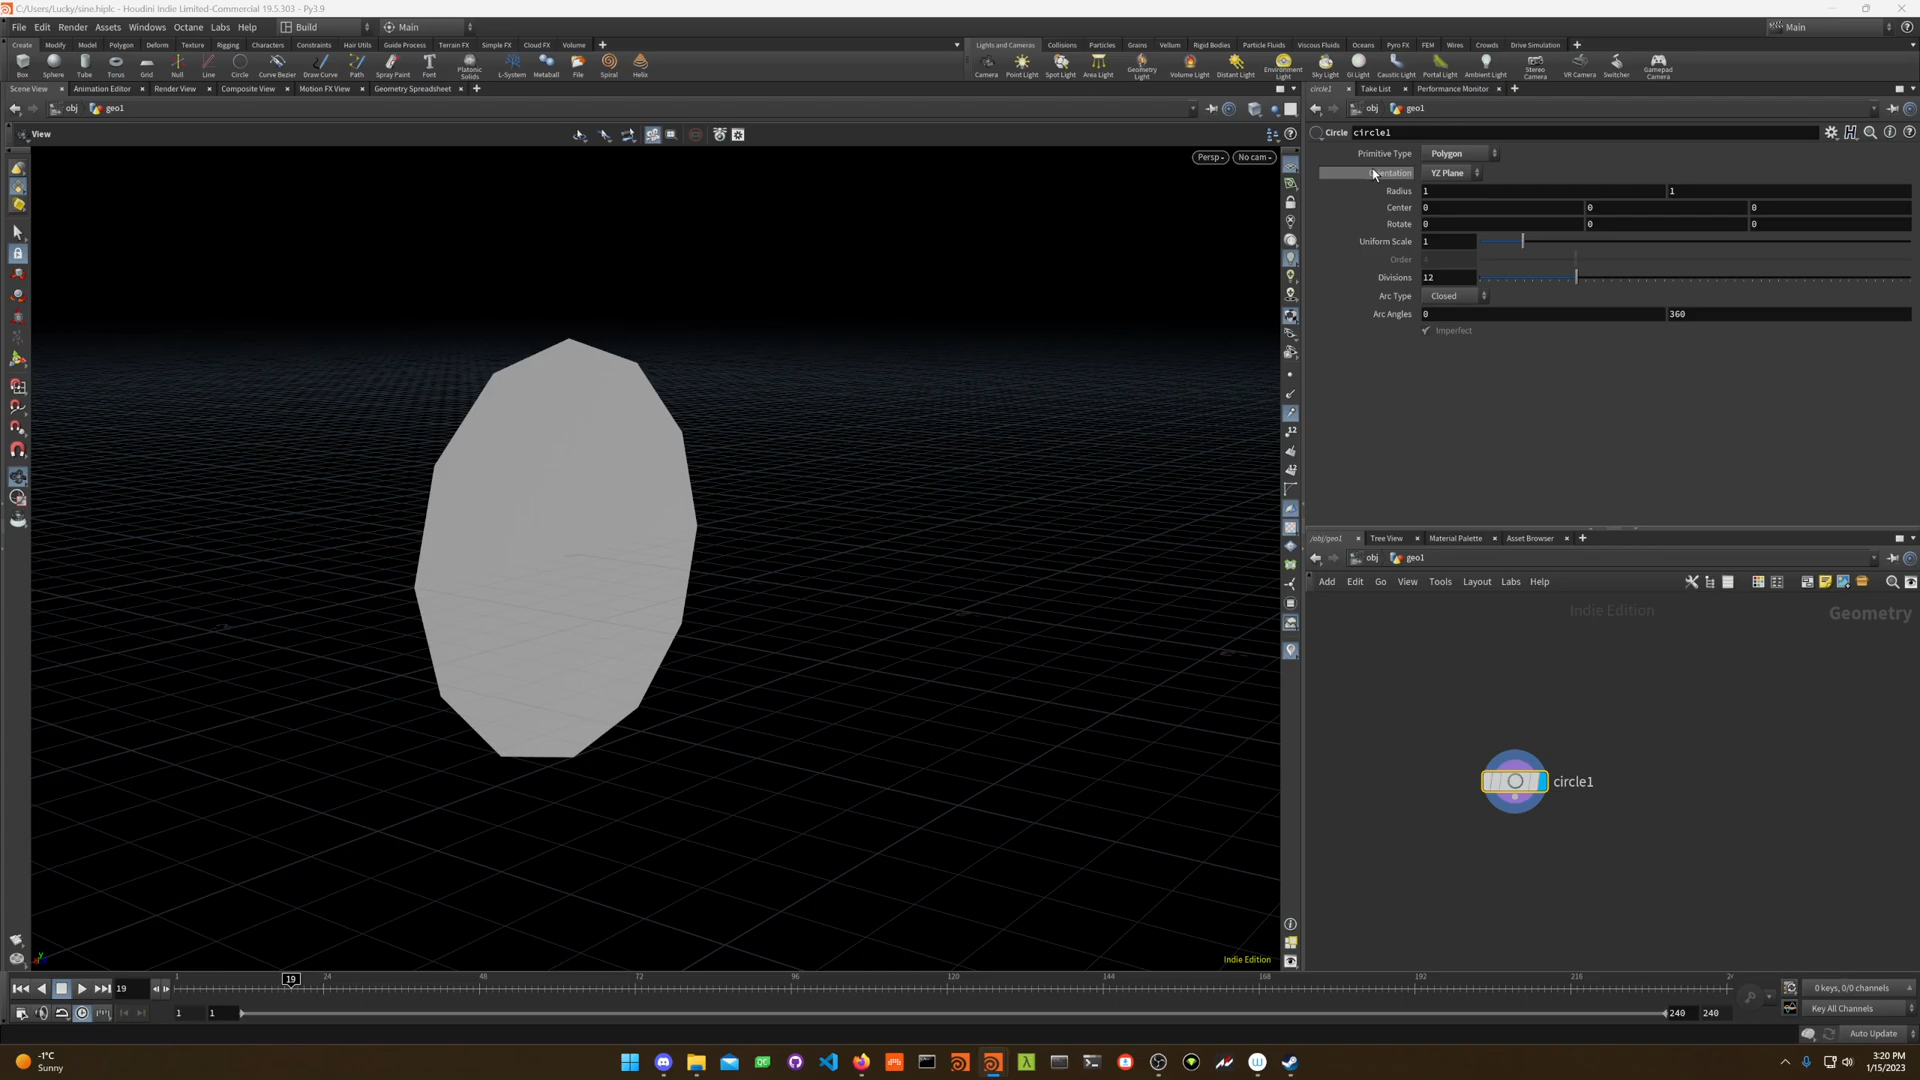 C:/Users/Lucky/sine.hiplc - Houdini Indie Limited-Commercial 19.5.303 - Py3.9
File Edit Render Assets Windows Octane Labs Help Build Main Main
Create Modify Model Polygon Deform Texture Rigging Characters Constraints Hair Utils Guide Process Terrain FX Simple FX Cloud FX Volume
Lights and Cameras Collisions Particles Grains Vellum Rigid Bodies Particle Fluids Viscous Fluids Oceans Pyro FX FEM Wires Crowds Drive Simulation
Box Sphere Tube Torus Grid Null Line Circle Curve Bezier Draw Curve Path Spray Paint Font Platonic Solids L-System Metaball File Spiral Helix
Camera Point Light Spot Light Area Light Geometry Light Volume Light Distant Light Environment Light Sky Light GI Light Caustic Light Portal Light Ambient Light Stereo Camera VR Camera Switcher Gamepad Camera
Scene View Animation Editor Render View Composite View Motion FX View Geometry Spreadsheet
circle1 Take List Performance Monitor
obj geo1
obj geo1
View
Circle circle1
Persp No cam
Primitive Type Polygon
YZ Plane
Radius 1 1
Center 0 0 0
Rotate 0 0 0
Uniform Scale 1
Order 4
Divisions 12
Arc Type Closed
Arc Angles 0 360
Imperfect
/obj/geo1 Tree View Material Palette Asset Browser
obj geo1
Add Edit Go View Tools Layout Labs Help
Indie Edition
Geometry
circle1
Indie Edition
1 19 24 48 72 96 120 144 168 192 216
19
0 keys, 0/0 channels
1 1 240 240
Key All Channels
Auto Update
-1°C
Sunny
3:20 PM
1/15/2023